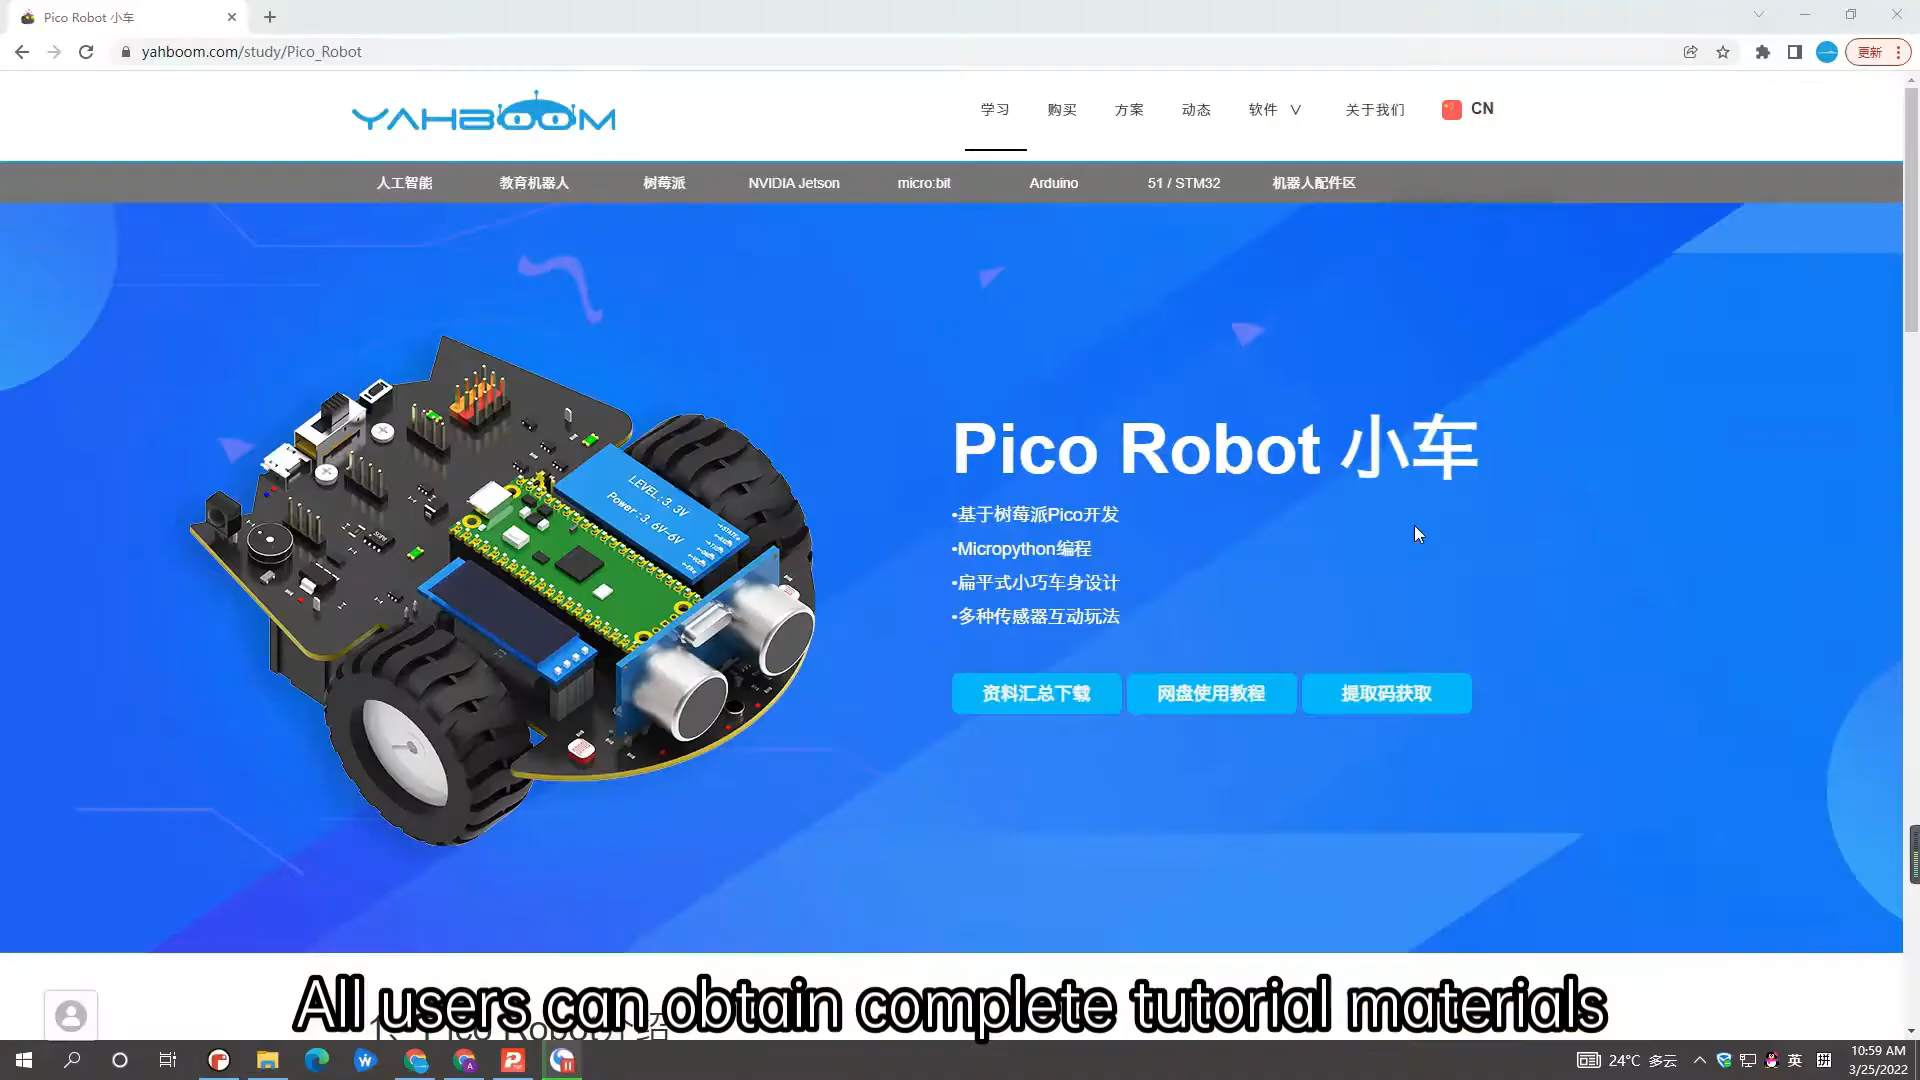 Pico Robot 小车
yahboom.com/study/Pico_Robot
更新
YAHBOOM
学习 购买 方案 动态 软件 关于我们 CN
人工智能 教育机器人 树莓派 NVIDIA Jetson micro:bit Arduino 51 / STM32 机器人配件区
LEVEL:3.3V
Power:3.6V-6V
Pico Robot 小车
•基于树莓派Pico开发
•Micropython编程
•扁平式小巧车身设计
•多种传感器互动玩法
资料汇总下载 网盘使用教程 提取码获取
All users can obtain complete tutorial materials
24°C 多云 英 拼 10:59 AM
3/25/2022